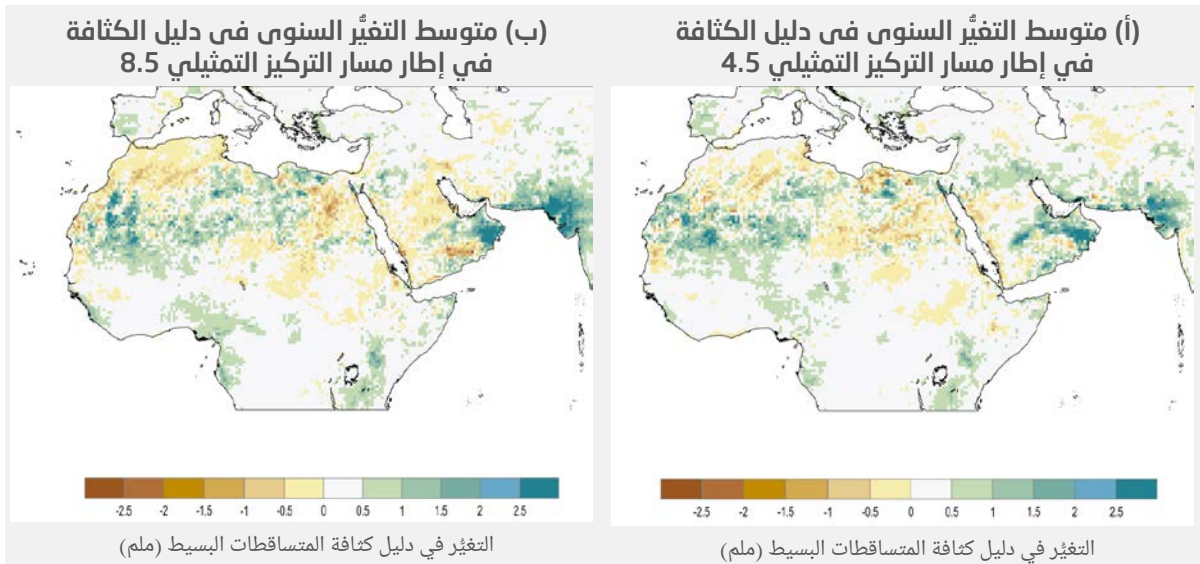 (أ) متوسط التغيُّر السنوي في دليل الكثافة
في إطار مسار التركيز التمثيلي 4.5
-2.5 -2 -1.5 -1 -0.5 0 0.5 1 1.5 2 2.5
التغيُّر في دليل كثافة المتساقطات البسيط (ملم)
(ب) متوسط التغيُّر السنوي في دليل الكثافة
في إطار مسار التركيز التمثيلي 8.5
-2.5 -2 -1.5 -1 -0.5 0 0.5 1 1.5 2 2.5
التغيُّر في دليل كثافة المتساقطات البسيط (ملم)